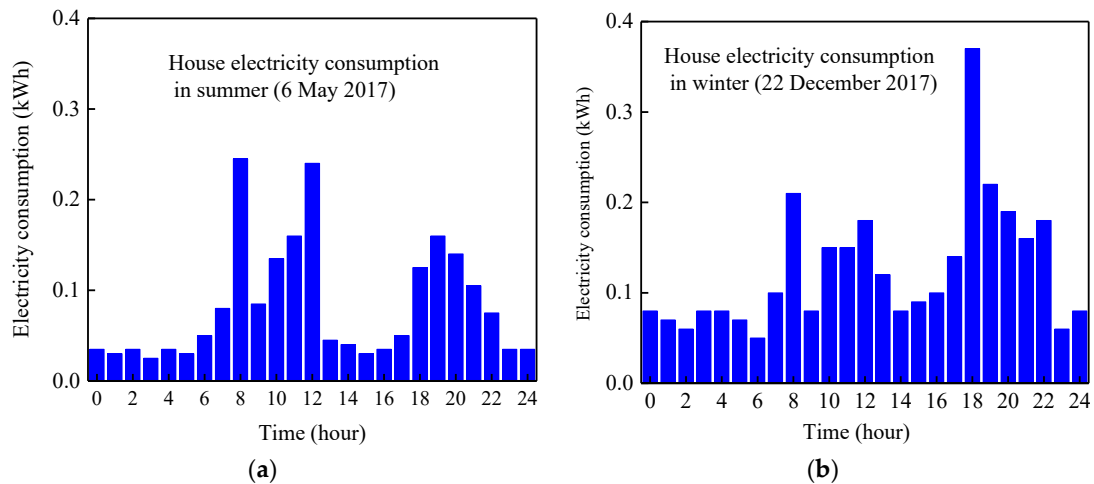 0.4
0.3
0.2
0.1
0.0
Electricity consumption (kWh)
House electricity consumption
in summer (6 May 2017)
0 2 4 6 8 10 12 14 16 18 20 22 24
Time (hour)
(a)
0.4
0.3
0.2
0.1
0.0
Electricity consumption (kWh)
House electricity consumption
in winter (22 December 2017)
0 2 4 6 8 10 12 14 16 18 20 22 24
Time (hour)
(b)